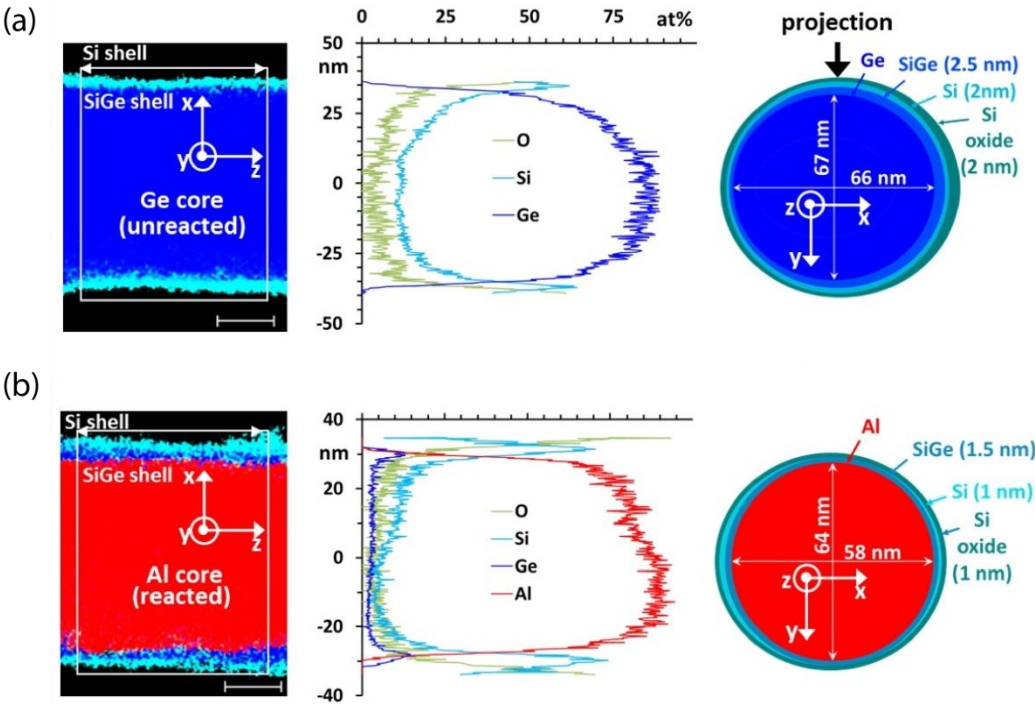 (a)
Si shell
SiGe shell
x
y
z
Ge core
(unreacted)
0 25 50 75 at%
50
nm
25
0
-25
-50
O
Si
Ge
projection
Ge
SiGe (2.5 nm)
Si (2nm)
Si
oxide
(2 nm)
67 nm
66 nm
z
x
y
(b)
Si shell
SiGe shell
x
y
z
Al core
(reacted)
40
nm
20
0
-20
-40
O
Si
Ge
Al
Al
SiGe (1.5 nm)
Si (1 nm)
Si
oxide
(1 nm)
64 nm
58 nm
z
x
y